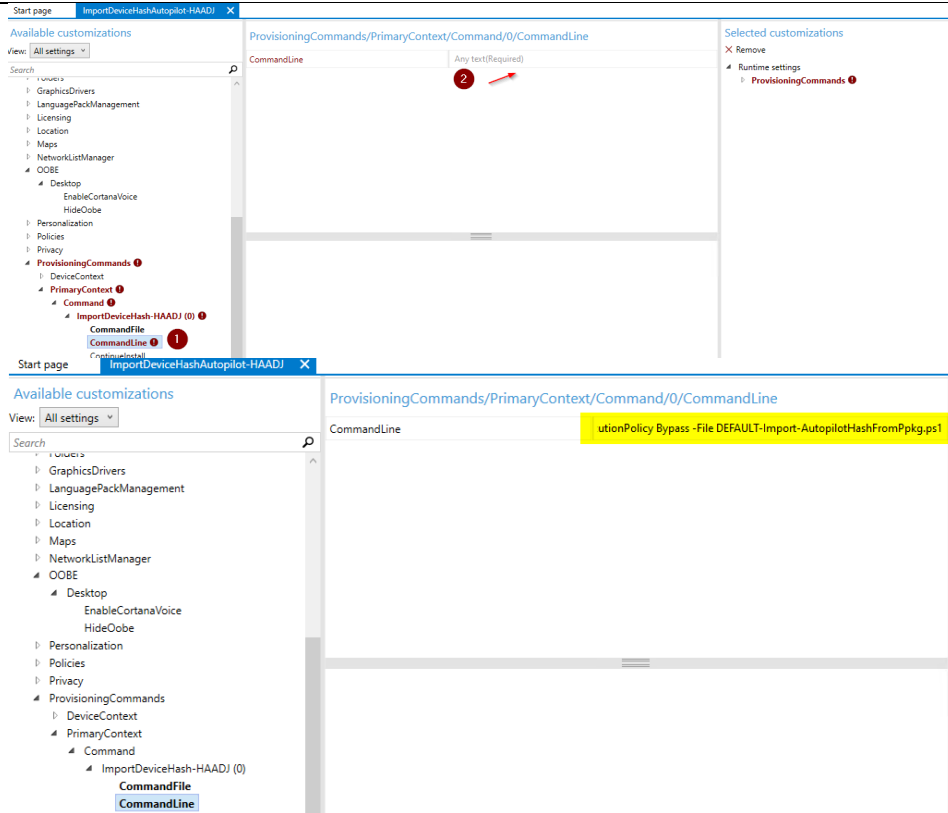 Start page ImportDeviceHashAutopilot-HAADJ X
Available customizations
View: All settings
Search
Folders
GraphicsDrivers
LanguagePackManagement
Licensing
Location
Maps
NetworkListManager
OOBE
Desktop
EnableCortanaVoice
HideOobe
Personalization
Policies
Privacy
ProvisioningCommands !
DeviceContext
PrimaryContext !
Command !
ImportDeviceHash-HAADJ (0) !
CommandFile
CommandLine ! 1
ContinueInstall
ProvisioningCommands/PrimaryContext/Command/0/CommandLine
CommandLine Any text(Required)
2
Selected customizations
X Remove
Runtime settings
ProvisioningCommands !
Start page ImportDeviceHashAutopilot-HAADJ X
Available customizations
View: All settings
Search
Folders
GraphicsDrivers
LanguagePackManagement
Licensing
Location
Maps
NetworkListManager
OOBE
Desktop
EnableCortanaVoice
HideOobe
Personalization
Policies
Privacy
ProvisioningCommands
DeviceContext
PrimaryContext
Command
ImportDeviceHash-HAADJ (0)
CommandFile
CommandLine
ProvisioningCommands/PrimaryContext/Command/0/CommandLine
CommandLine utionPolicy Bypass -File DEFAULT-Import-AutopilotHashFromPpkg.ps1